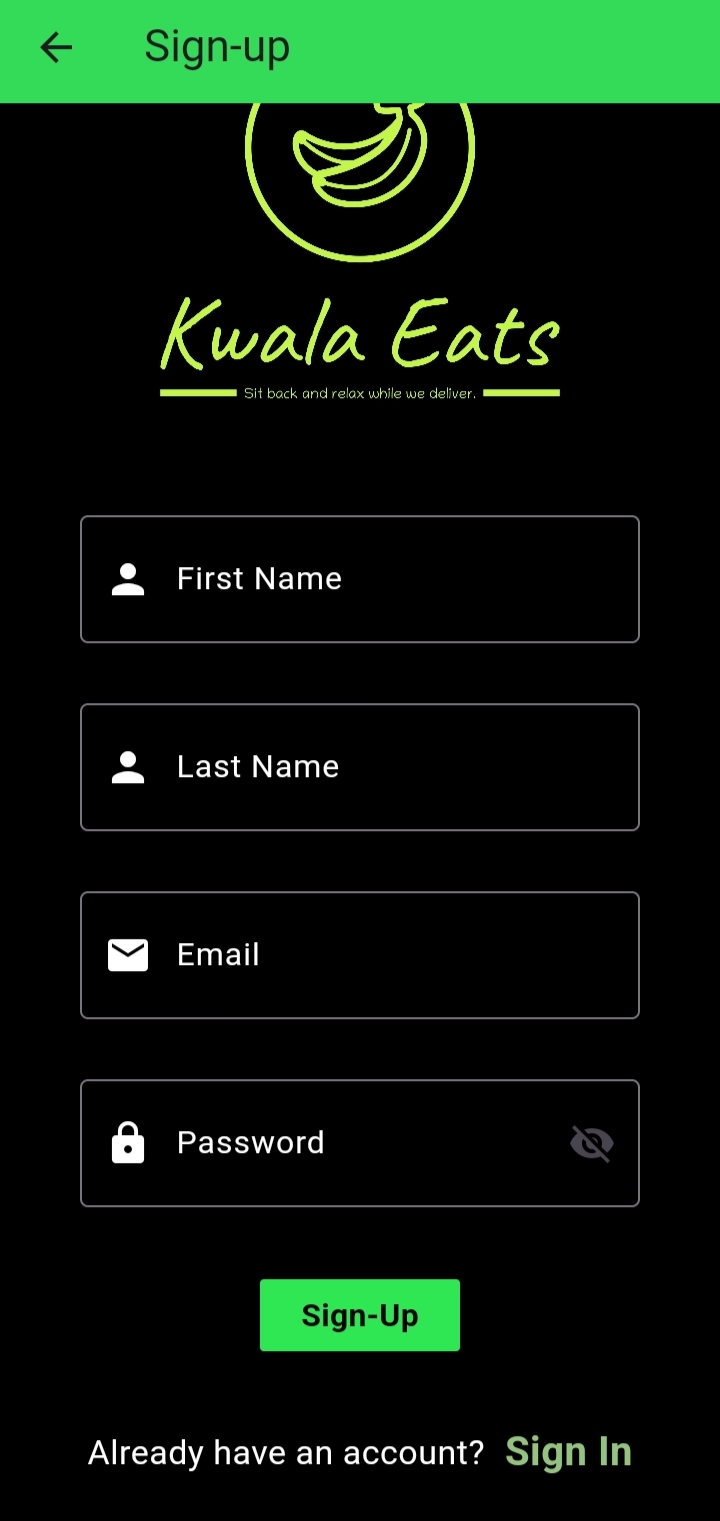 Sign-up
Kwala Eats
Sit back and relax while we deliver.
First Name
Last Name
Email
Password
Sign-Up
Already have an account? Sign In